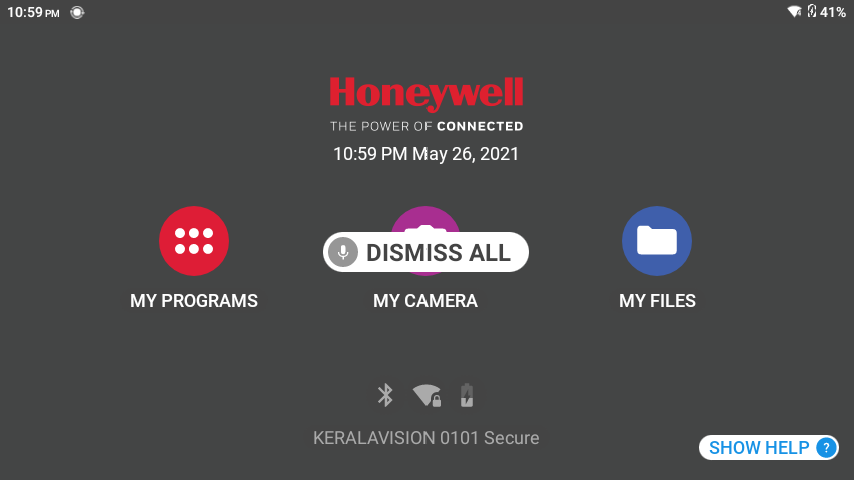 10:59 PM
41%
Honeywell
THE POWER OF CONNECTED
10:59 PM May 26, 2021
DISMISS ALL
MY PROGRAMS
MY CAMERA
MY FILES
KERALAVISION 0101 Secure
SHOW HELP ?